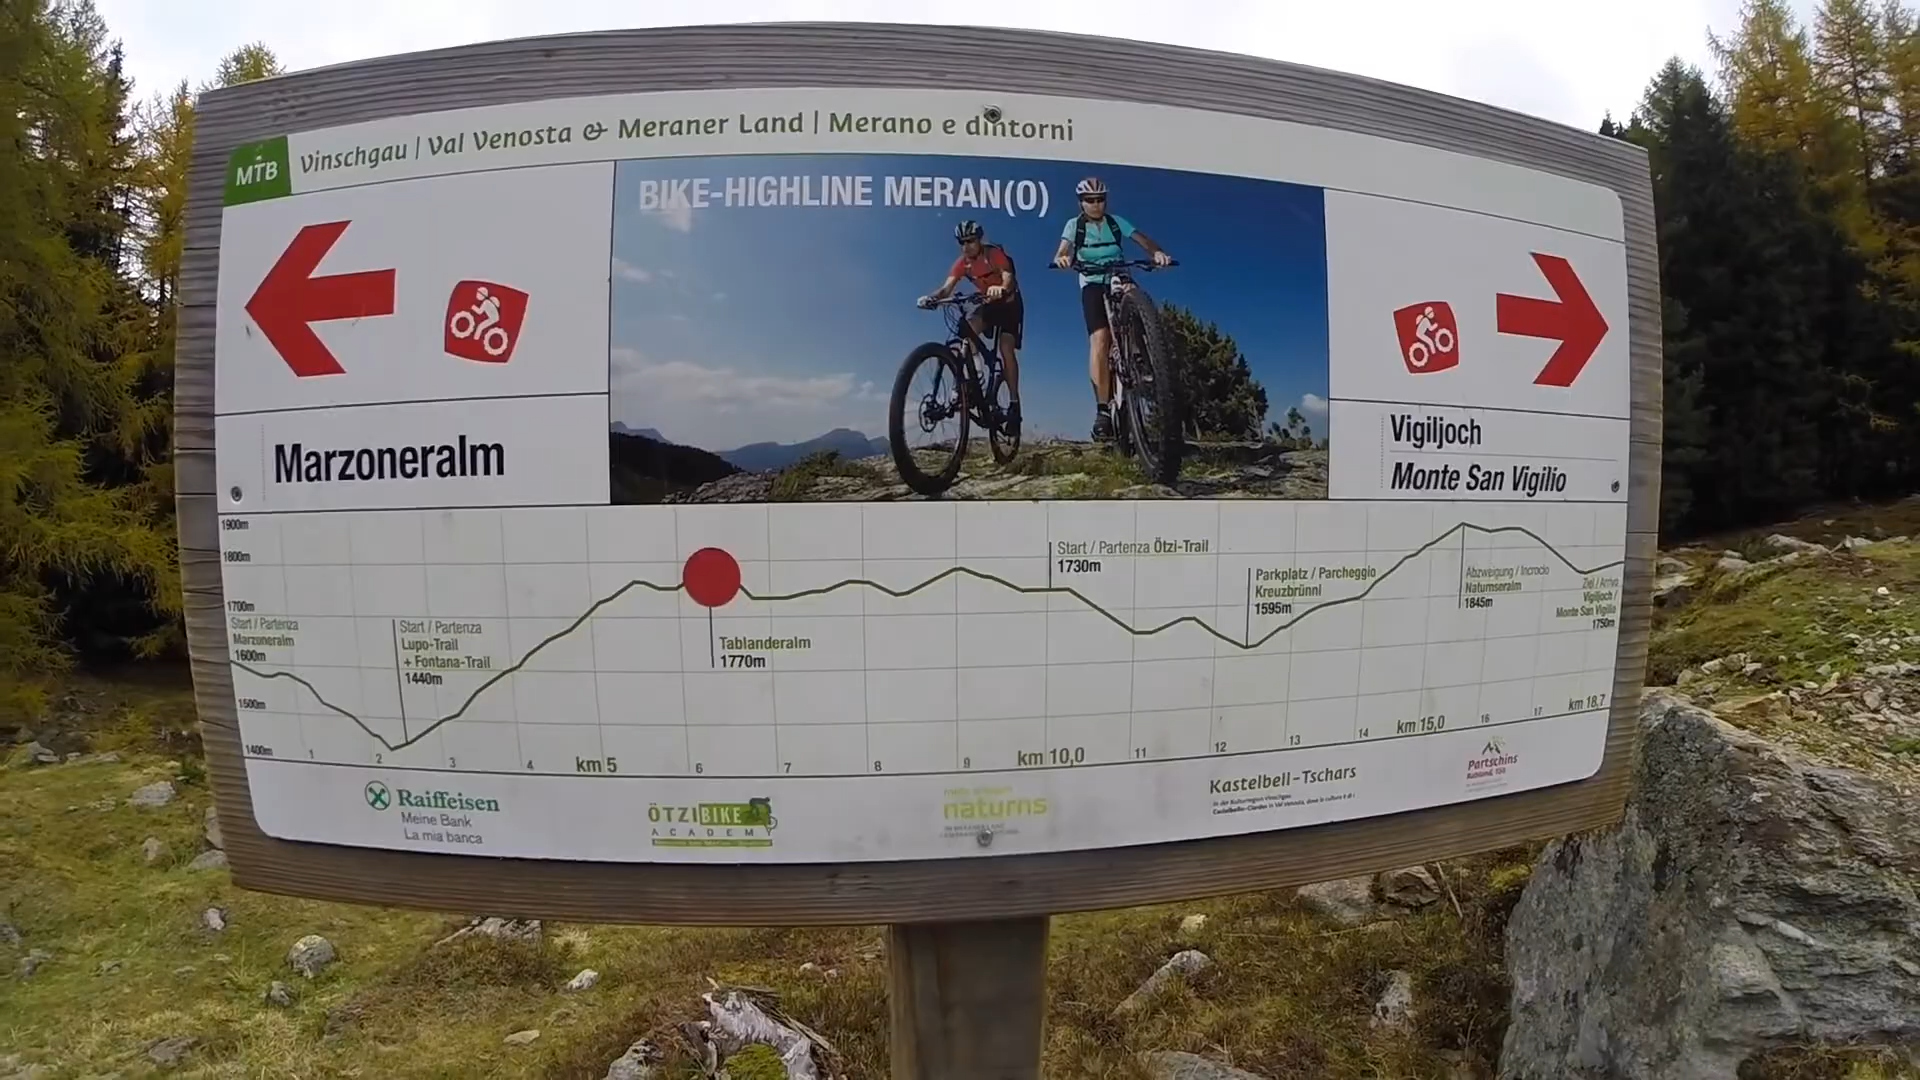 MTB Vinschgau | Val Venosta & Meraner Land | Merano e dintorni
BIKE-HIGHLINE MERAN(O)
Marzoneralm
Vigiljoch
Monte San Vigilio
1900m
1800m
1700m
1600m
1500m
1400m
Start / Partenza
Marzoneralm
Start / Partenza
Lupo-Trail
+ Fontana-Trail
1440m
Tablanderalm
1770m
Start / Partenza Ötzi-Trail
1730m
Parkplatz / Parcheggio
Kreuzbrünnl
1595m
Abzweigung / Incrocio
Naturnseralm
1845m
Ziel / Arrivo
Vigiljoch /
Monte San Vigilio
1750m
1 2 3 4 km 5 6 7 8 9 km 10,0 11 12 13 14 km 15,0 16 17 km 18,7
Raiffeisen
Meine Bank
La mia banca
ÖTZI BIKE
ACADEMY
naturns
Kastelbell-Tschars
Partschins